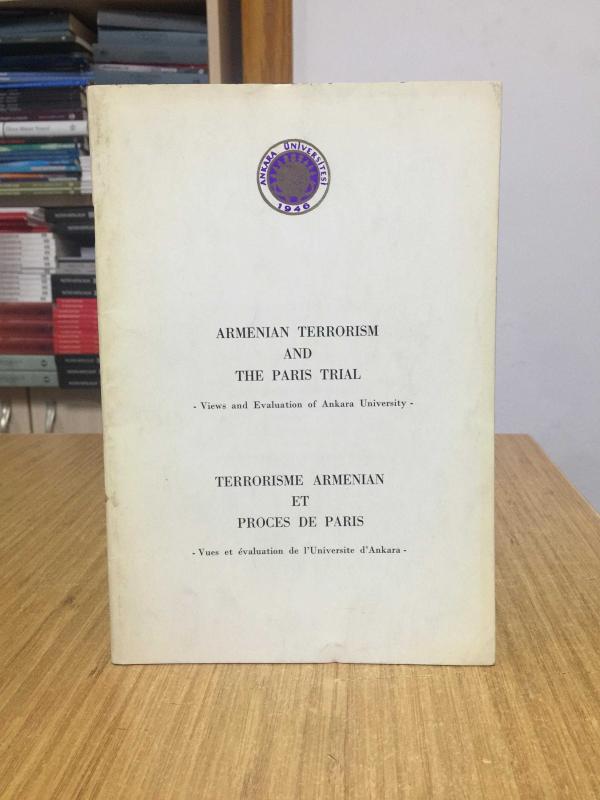 ANKARA ÜNİVERSİTESİ
1946
ARMENIAN TERRORISM
AND
THE PARIS TRIAL
- Views and Evaluation of Ankara University -
TERRORISME ARMENIAN
ET
PROCES DE PARIS
- Vues et évaluation de l'Universite d'Ankara -